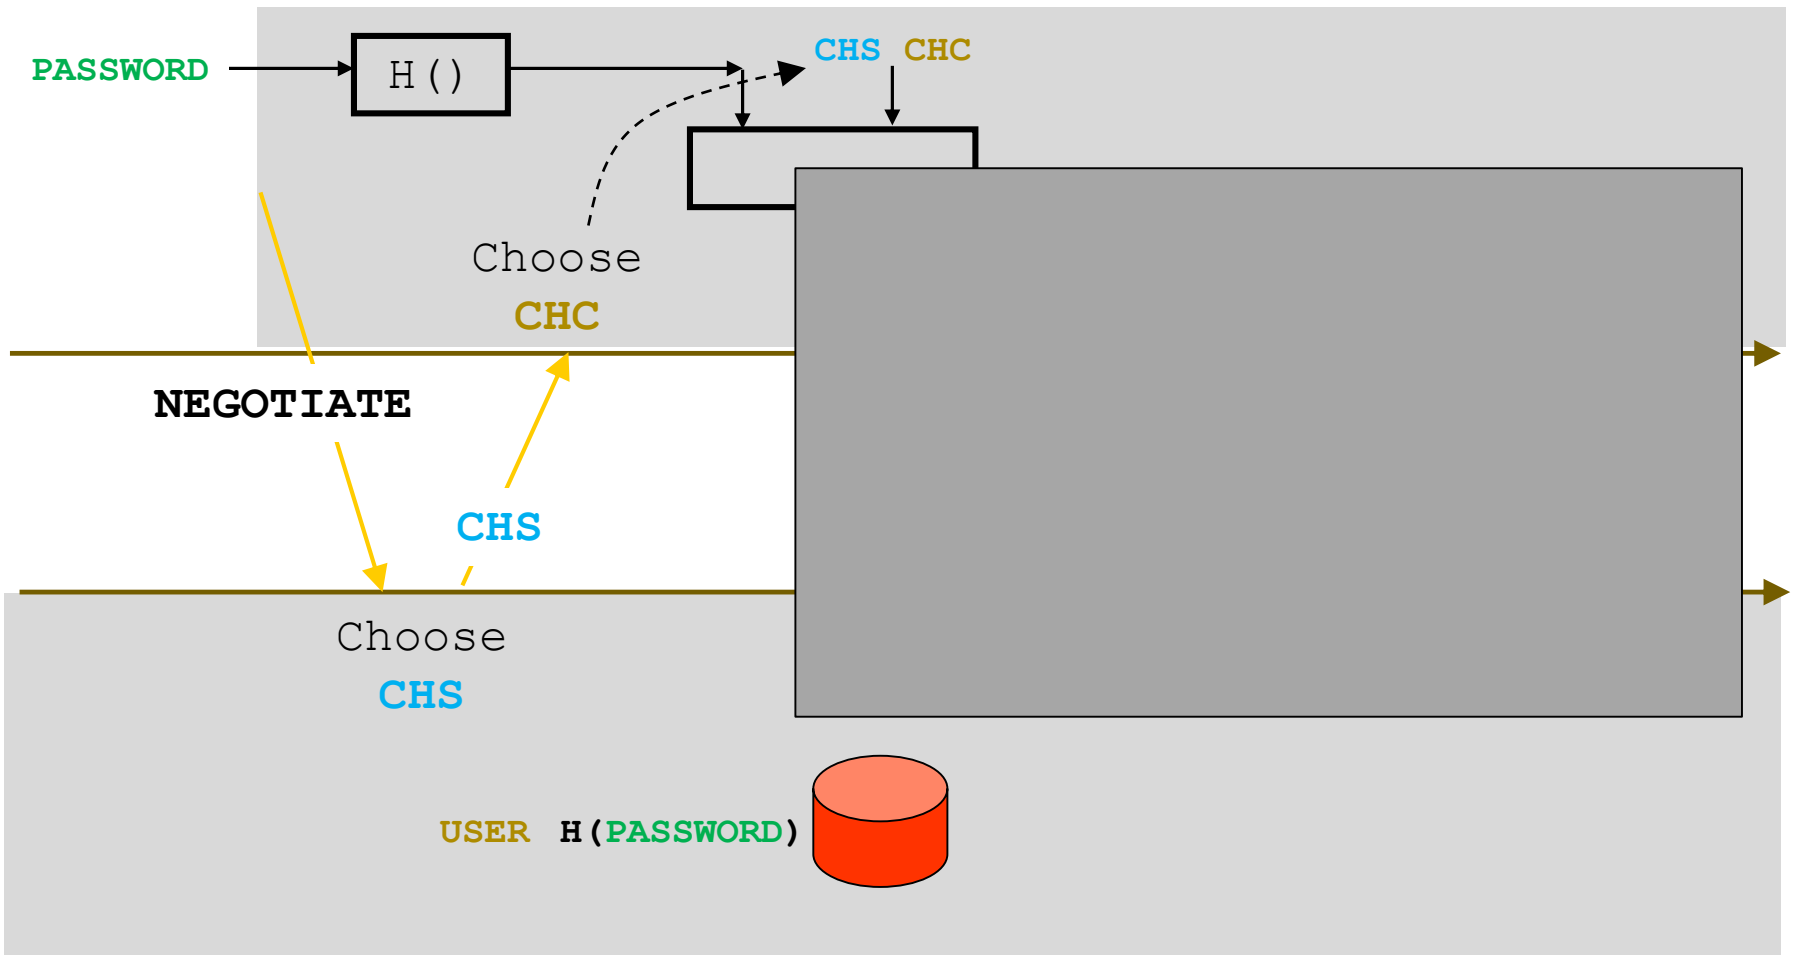 CHS CHC
PASSWORD
H()
Choose
CHC
NEGOTIATE
CHS
Choose
CHS
USER H(PASSWORD)